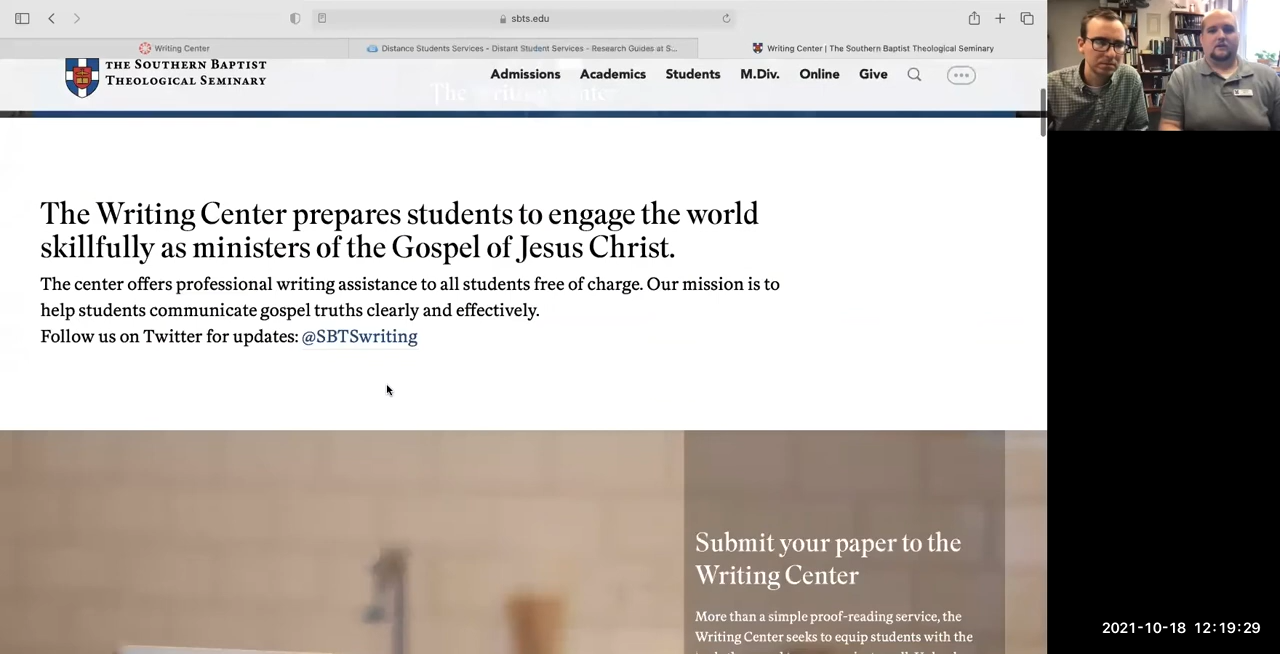 sbts.edu
Writing Center
Distance Students Services - Distant Student Services - Research Guides at S...
Writing Center | The Southern Baptist Theological Seminary
THE SOUTHERN BAPTIST
THEOLOGICAL SEMINARY
Admissions
Academics
Students
M.Div.
Online
Give
The Writing Center prepares students to engage the world
skillfully as ministers of the Gospel of Jesus Christ.
The center offers professional writing assistance to all students free of charge. Our mission is to
help students communicate gospel truths clearly and effectively.
Follow us on Twitter for updates: @SBTSwriting
Submit your paper to the
Writing Center
More than a simple proof-reading service, the
Writing Center seeks to equip students with the
2021-10-18 12:19:29